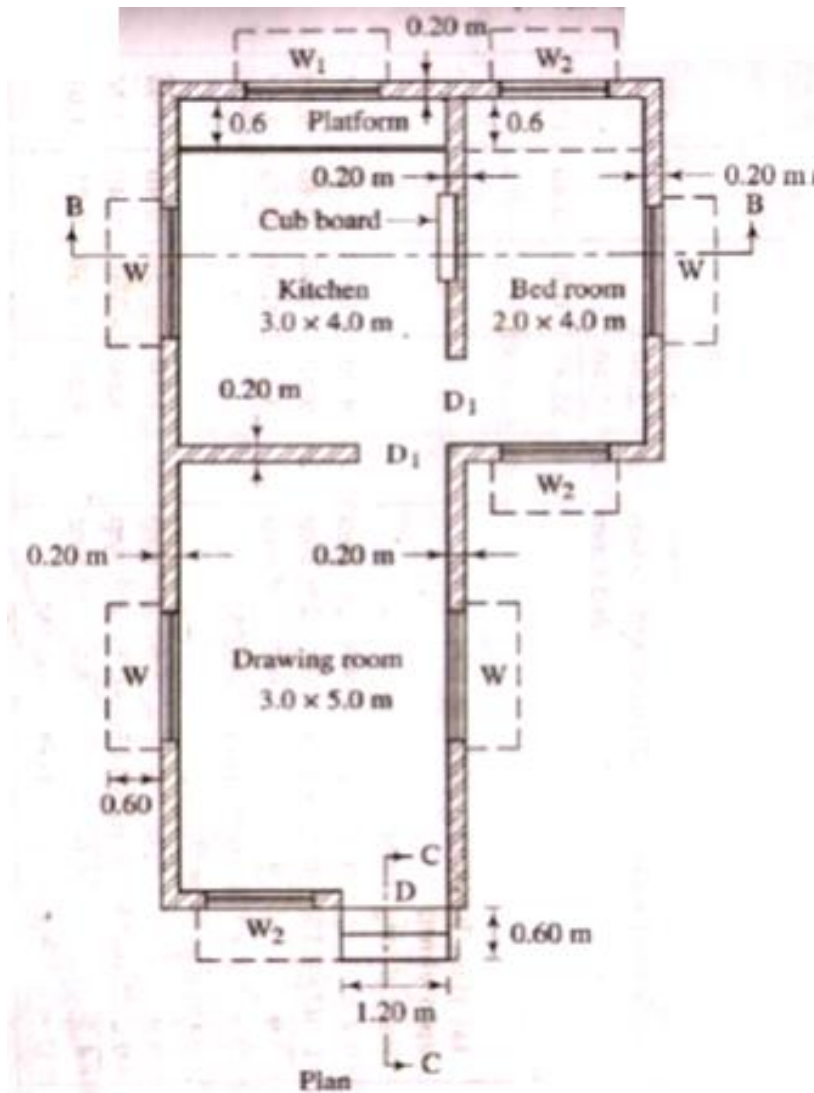 0.20 m
W1
W2
0.6
Platform
0.6
0.20 m
0.20 m
B
B
Cub board
W
W
Kitchen
Bed room
3.0 × 4.0 m
2.0 × 4.0 m
0.20 m
D1
D1
W2
0.20 m
0.20 m
Drawing room
W
W
3.0 × 5.0 m
0.60
C
D
W2
0.60 m
1.20 m
C
Plan